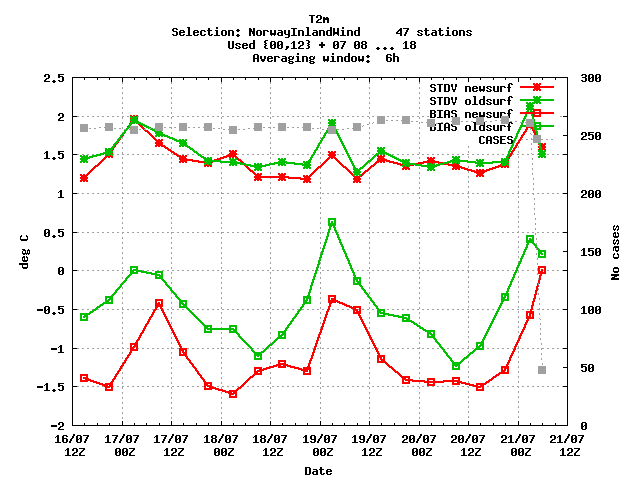 T2m
Selection: NorwayInlandWind 47 stations
Used {00,12} + 07 08 ... 18
Averaging window: 6h
STDV newsurf
STDV oldsurf
BIAS newsurf
BIAS oldsurf
CASES
2.5
2
1.5
1
0.5
0
-0.5
-1
-1.5
-2
deg C
300
250
200
150
100
50
0
No cases
16/07 17/07 17/07 18/07 18/07 19/07 19/07 20/07 20/07 21/07 21/07
12Z 00Z 12Z 00Z 12Z 00Z 12Z 00Z 12Z 00Z 12Z
Date